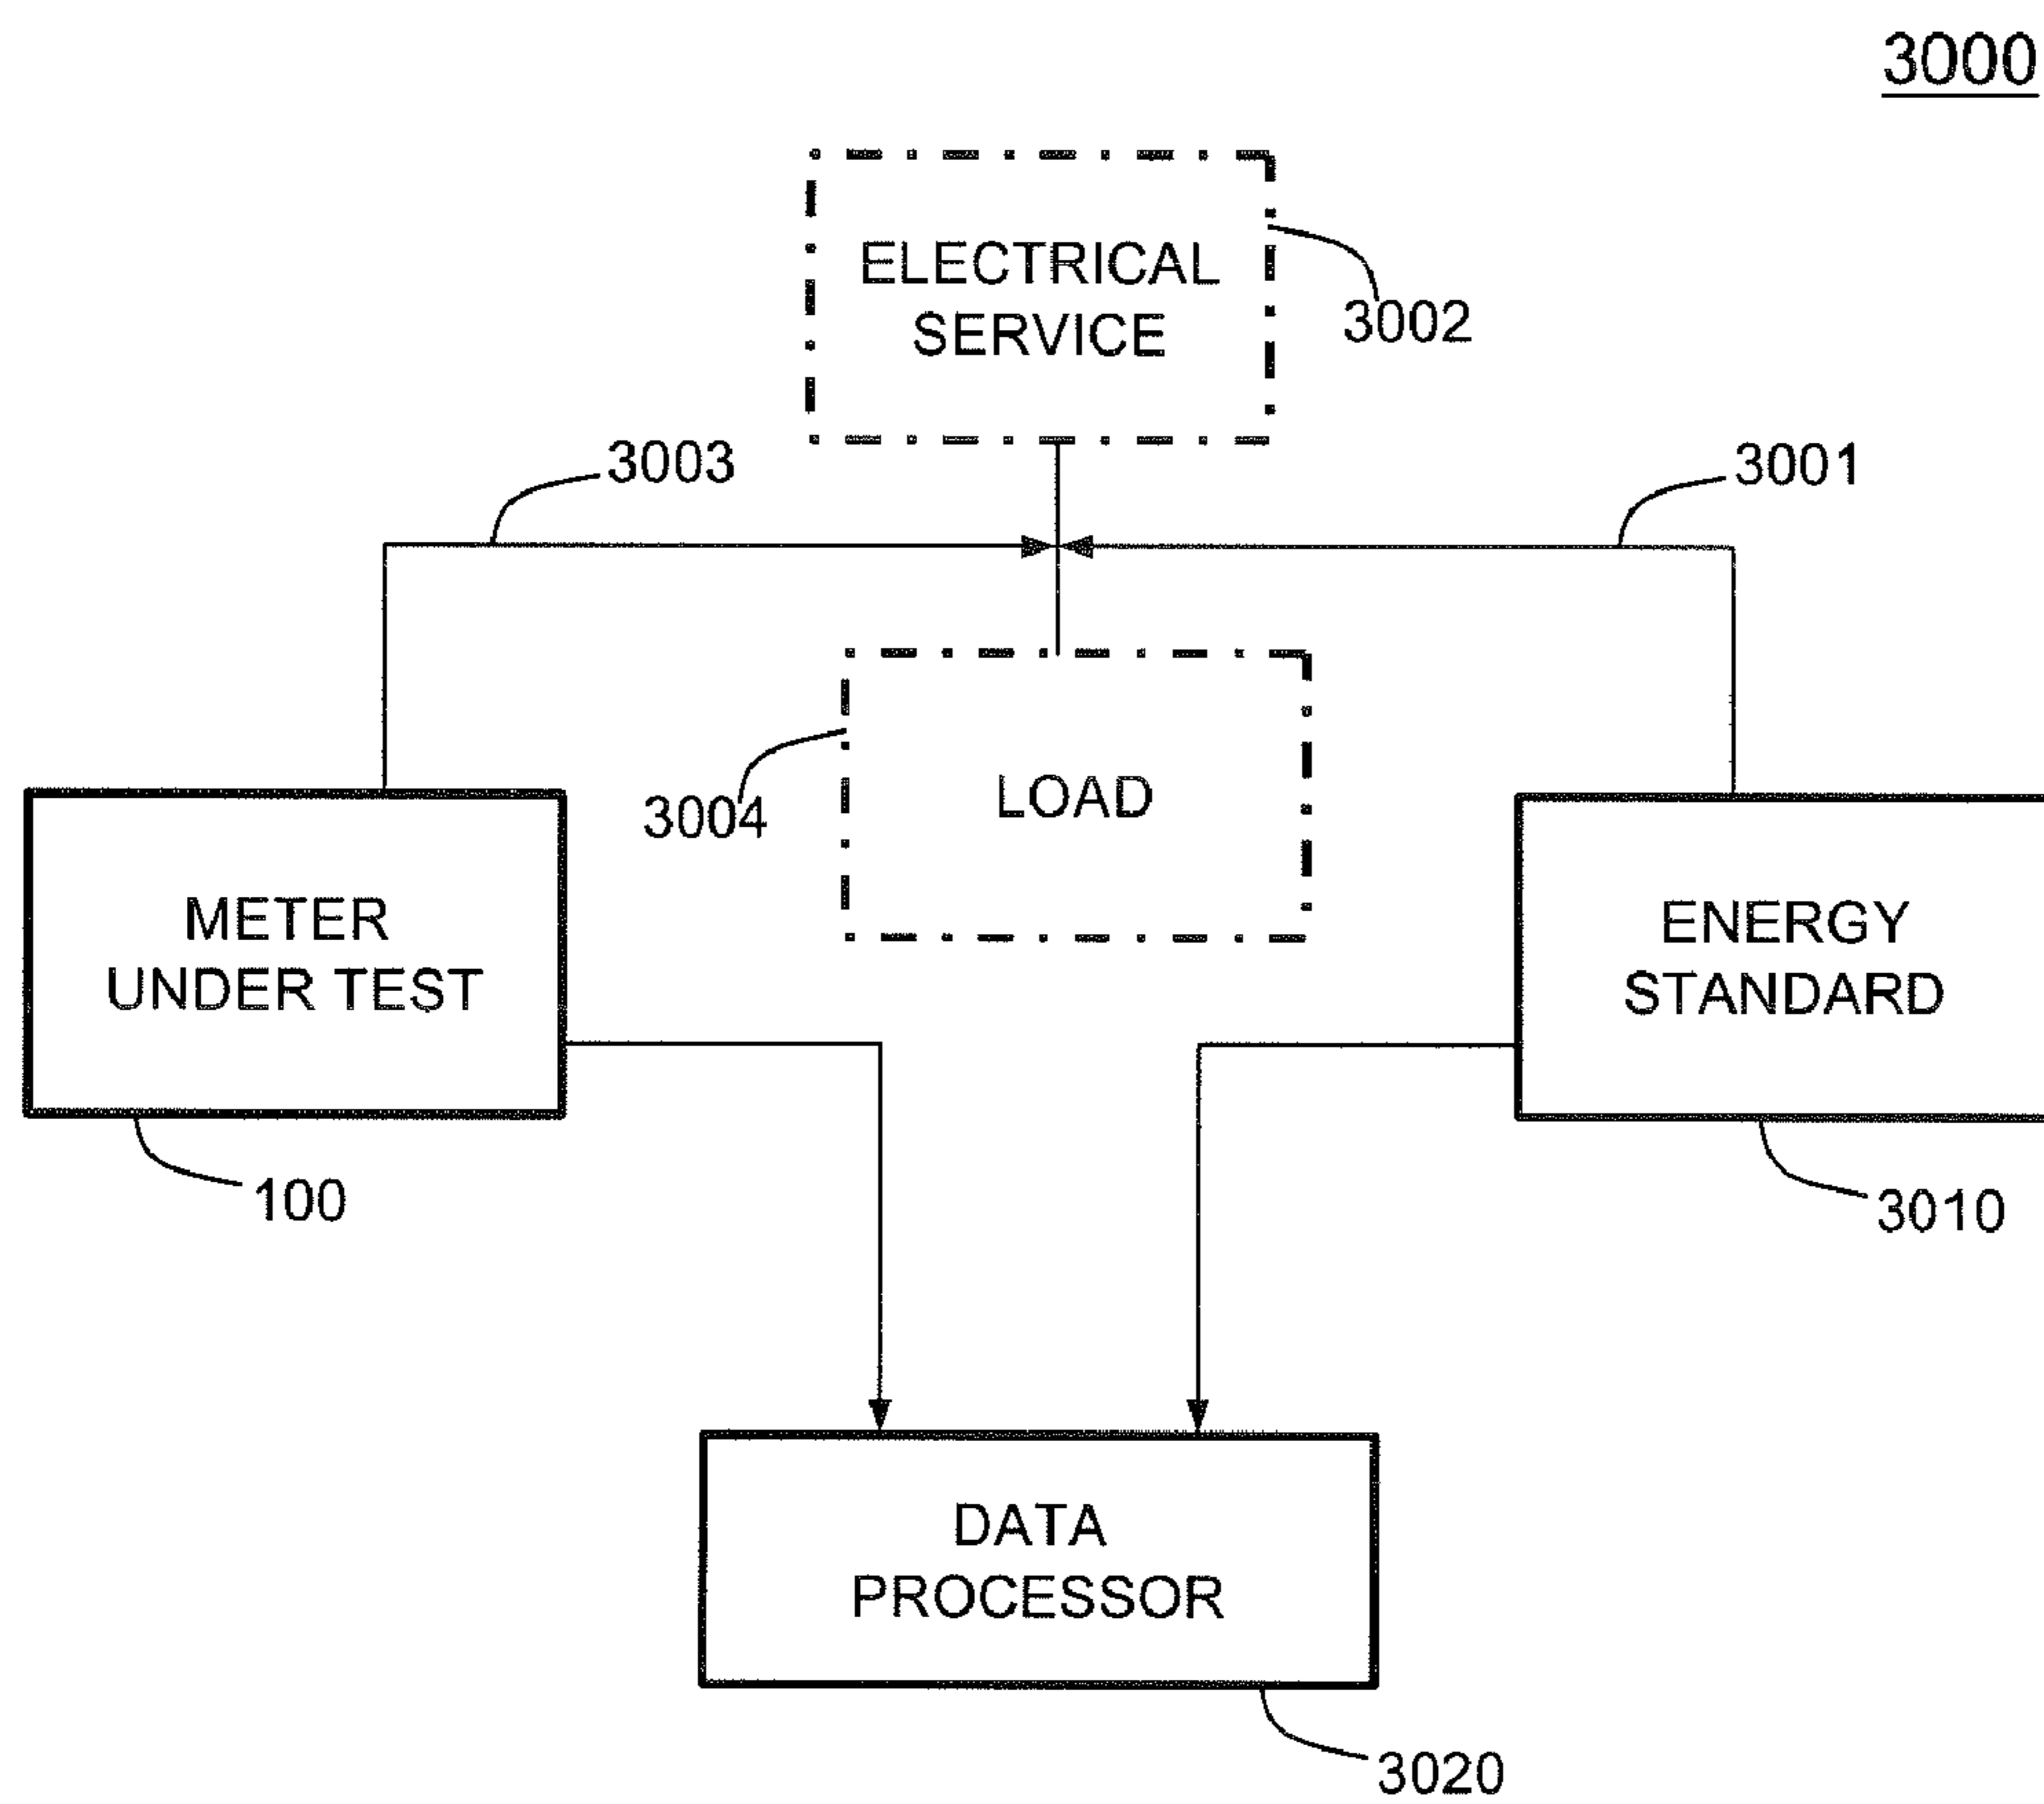 3000
ELECTRICAL
SERVICE
3002
3003
3001
LOAD
3004
METER
UNDER TEST
ENERGY
STANDARD
100
3010
DATA
PROCESSOR
3020